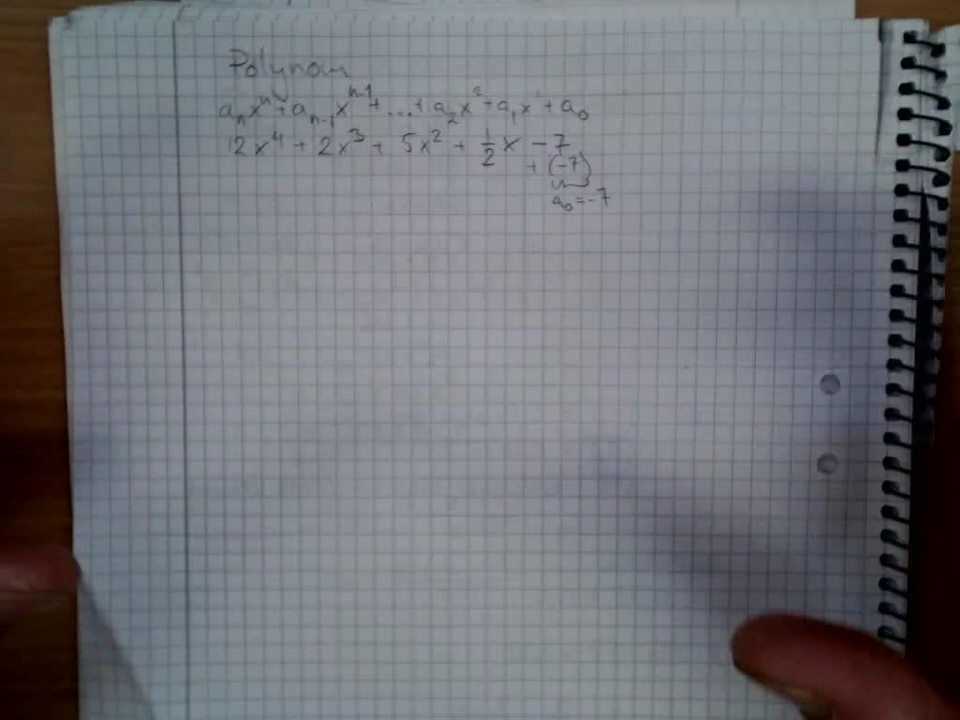 Polynom
aₙxⁿ + aₙ₋₁xⁿ⁻¹ + ... + a₂x² + a₁x + a₀
12x⁴ + 2x³ + 5x² + ½x − 7
+ (−7)
a₀ = −7